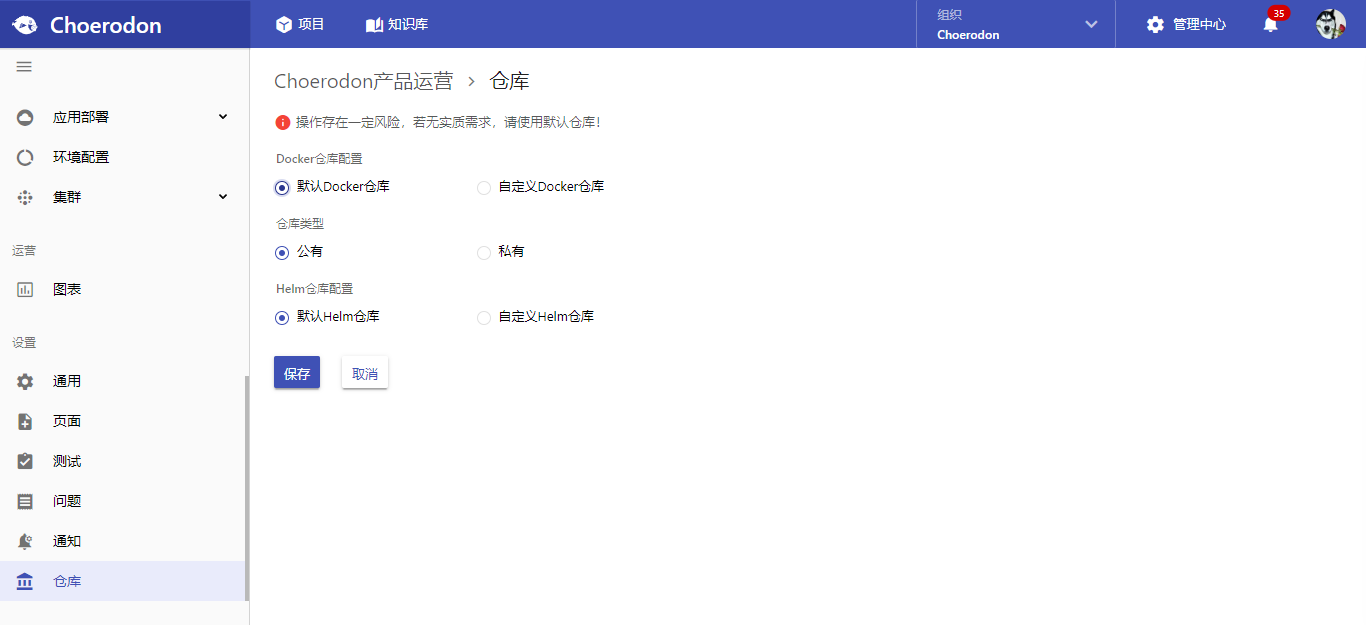 Choerodon
项目
知识库
组织
Choerodon
管理中心
35
应用部署
环境配置
集群
运营
图表
设置
通用
页面
测试
问题
通知
仓库
Choerodon产品运营 › 仓库
操作存在一定风险，若无实质需求，请使用默认仓库！
Docker仓库配置
默认Docker仓库
自定义Docker仓库
仓库类型
公有
私有
Helm仓库配置
默认Helm仓库
自定义Helm仓库
保存
取消